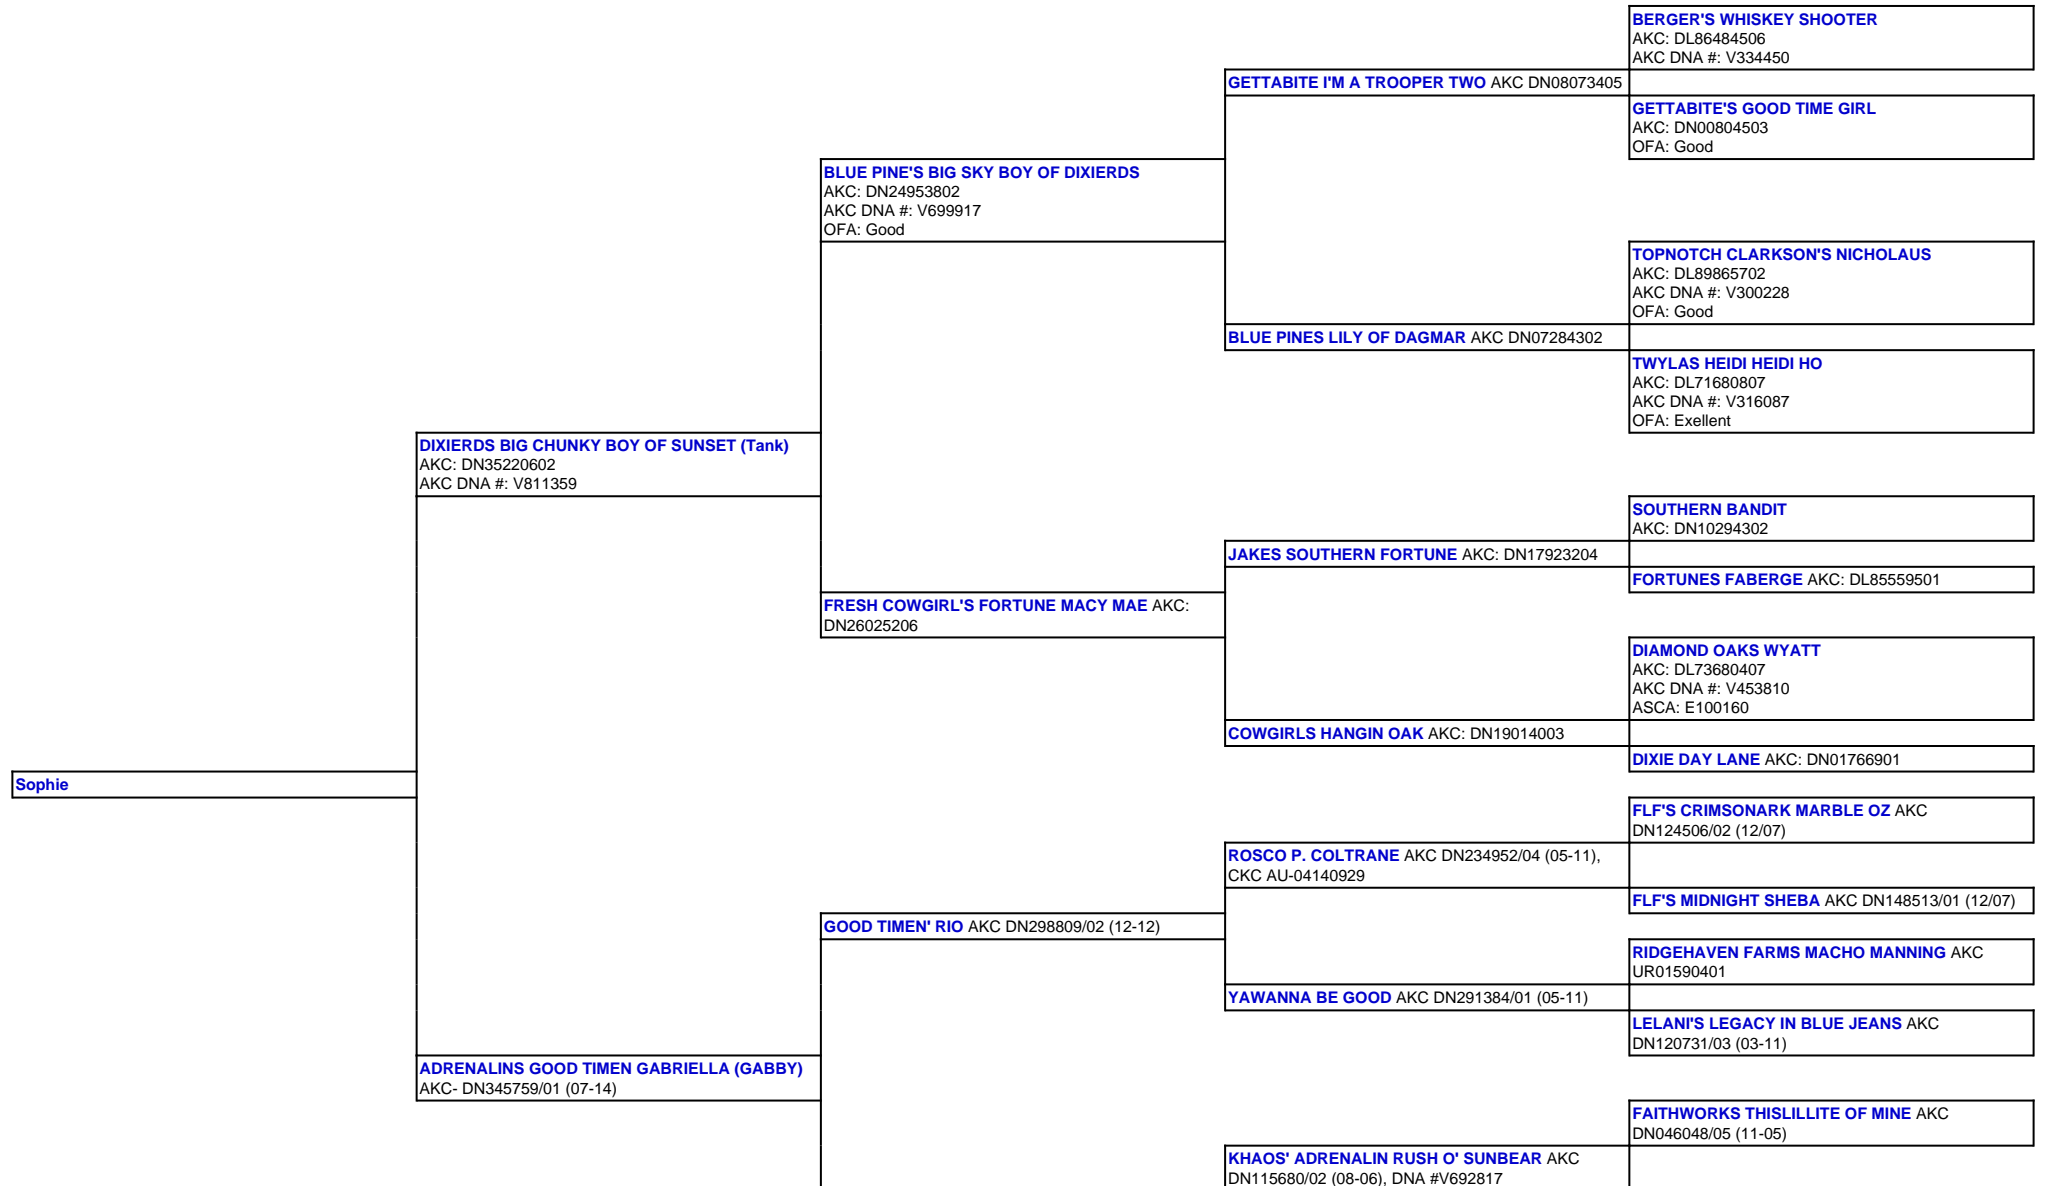 BERGER'S WHISKEY SHOOTER
AKC: DL86484506
AKC DNA #: V334450
GETTABITE I'M A TROOPER TWO AKC DN08073405
GETTABITE'S GOOD TIME GIRL
AKC: DN00804503
OFA: Good
BLUE PINE'S BIG SKY BOY OF DIXIERDS
AKC: DN24953802
AKC DNA #: V699917
OFA: Good
TOPNOTCH CLARKSON'S NICHOLAUS
AKC: DL89865702
AKC DNA #: V300228
OFA: Good
BLUE PINES LILY OF DAGMAR AKC DN07284302
TWYLAS HEIDI HEIDI HO
AKC: DL71680807
AKC DNA #: V316087
OFA: Exellent
DIXIERDS BIG CHUNKY BOY OF SUNSET (Tank)
AKC: DN35220602
AKC DNA #: V811359
SOUTHERN BANDIT
AKC: DN10294302
JAKES SOUTHERN FORTUNE AKC: DN17923204
FORTUNES FABERGE AKC: DL85559501
FRESH COWGIRL'S FORTUNE MACY MAE AKC:
DN26025206
DIAMOND OAKS WYATT
AKC: DL73680407
AKC DNA #: V453810
ASCA: E100160
COWGIRLS HANGIN OAK AKC: DN19014003
DIXIE DAY LANE AKC: DN01766901
Sophie
FLF'S CRIMSONARK MARBLE OZ AKC
DN124506/02 (12/07)
ROSCO P. COLTRANE AKC DN234952/04 (05-11),
CKC AU-04140929
FLF'S MIDNIGHT SHEBA AKC DN148513/01 (12/07)
GOOD TIMEN' RIO AKC DN298809/02 (12-12)
RIDGEHAVEN FARMS MACHO MANNING AKC
UR01590401
YAWANNA BE GOOD AKC DN291384/01 (05-11)
LELANI'S LEGACY IN BLUE JEANS AKC
DN120731/03 (03-11)
ADRENALINS GOOD TIMEN GABRIELLA (GABBY)
AKC- DN345759/01 (07-14)
FAITHWORKS THISLILLITE OF MINE AKC
DN046048/05 (11-05)
KHAOS' ADRENALIN RUSH O' SUNBEAR AKC
DN115680/02 (08-06), DNA #V692817